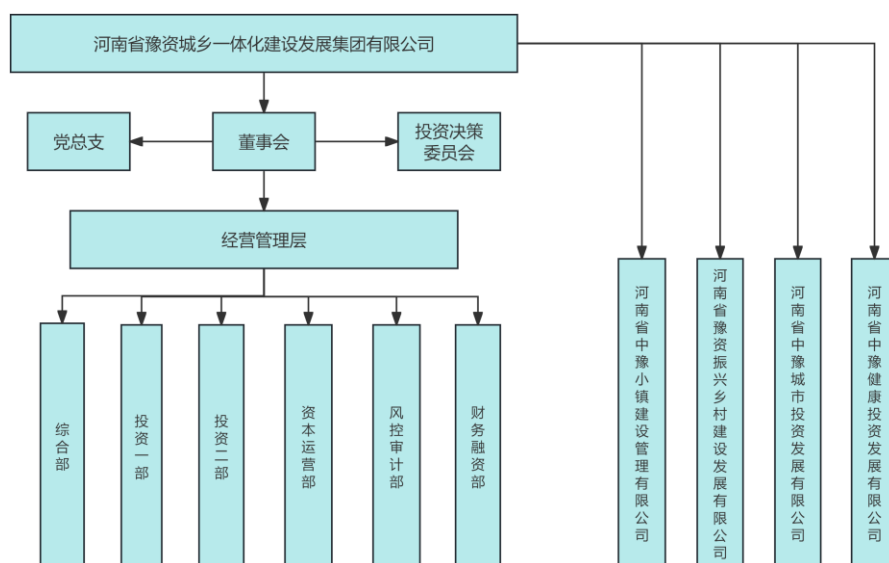 河南省豫资城乡一体化建设发展集团有限公司
党总支
董事会
投资决策
委员会
经营管理层
综合部
投资一部
投资二部
资本运营部
风控审计部
财务融资部
河南省中豫小镇建设管理有限公司
河南省豫资振兴乡村建设发展有限公司
河南省中豫城市投资发展有限公司
河南省中豫健康投资发展有限公司